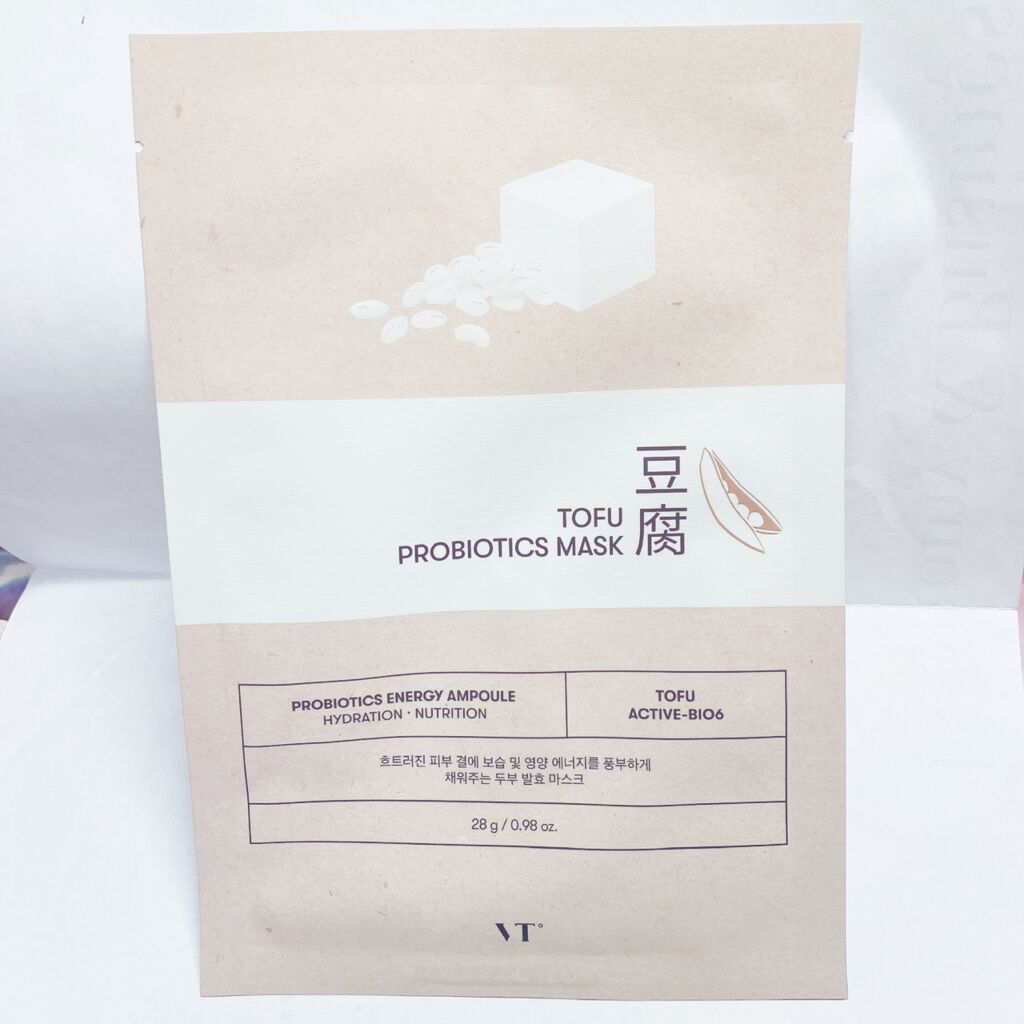 豆腐
TOFU
PROBIOTICS MASK
PROBIOTICS ENERGY AMPOULE
HYDRATION · NUTRITION
TOFU
ACTIVE-BIO6
흐트러진 피부 결에 보습 및 영양 에너지를 풍부하게
채워주는 두부 발효 마스크
28 g / 0.98 oz.
VT°